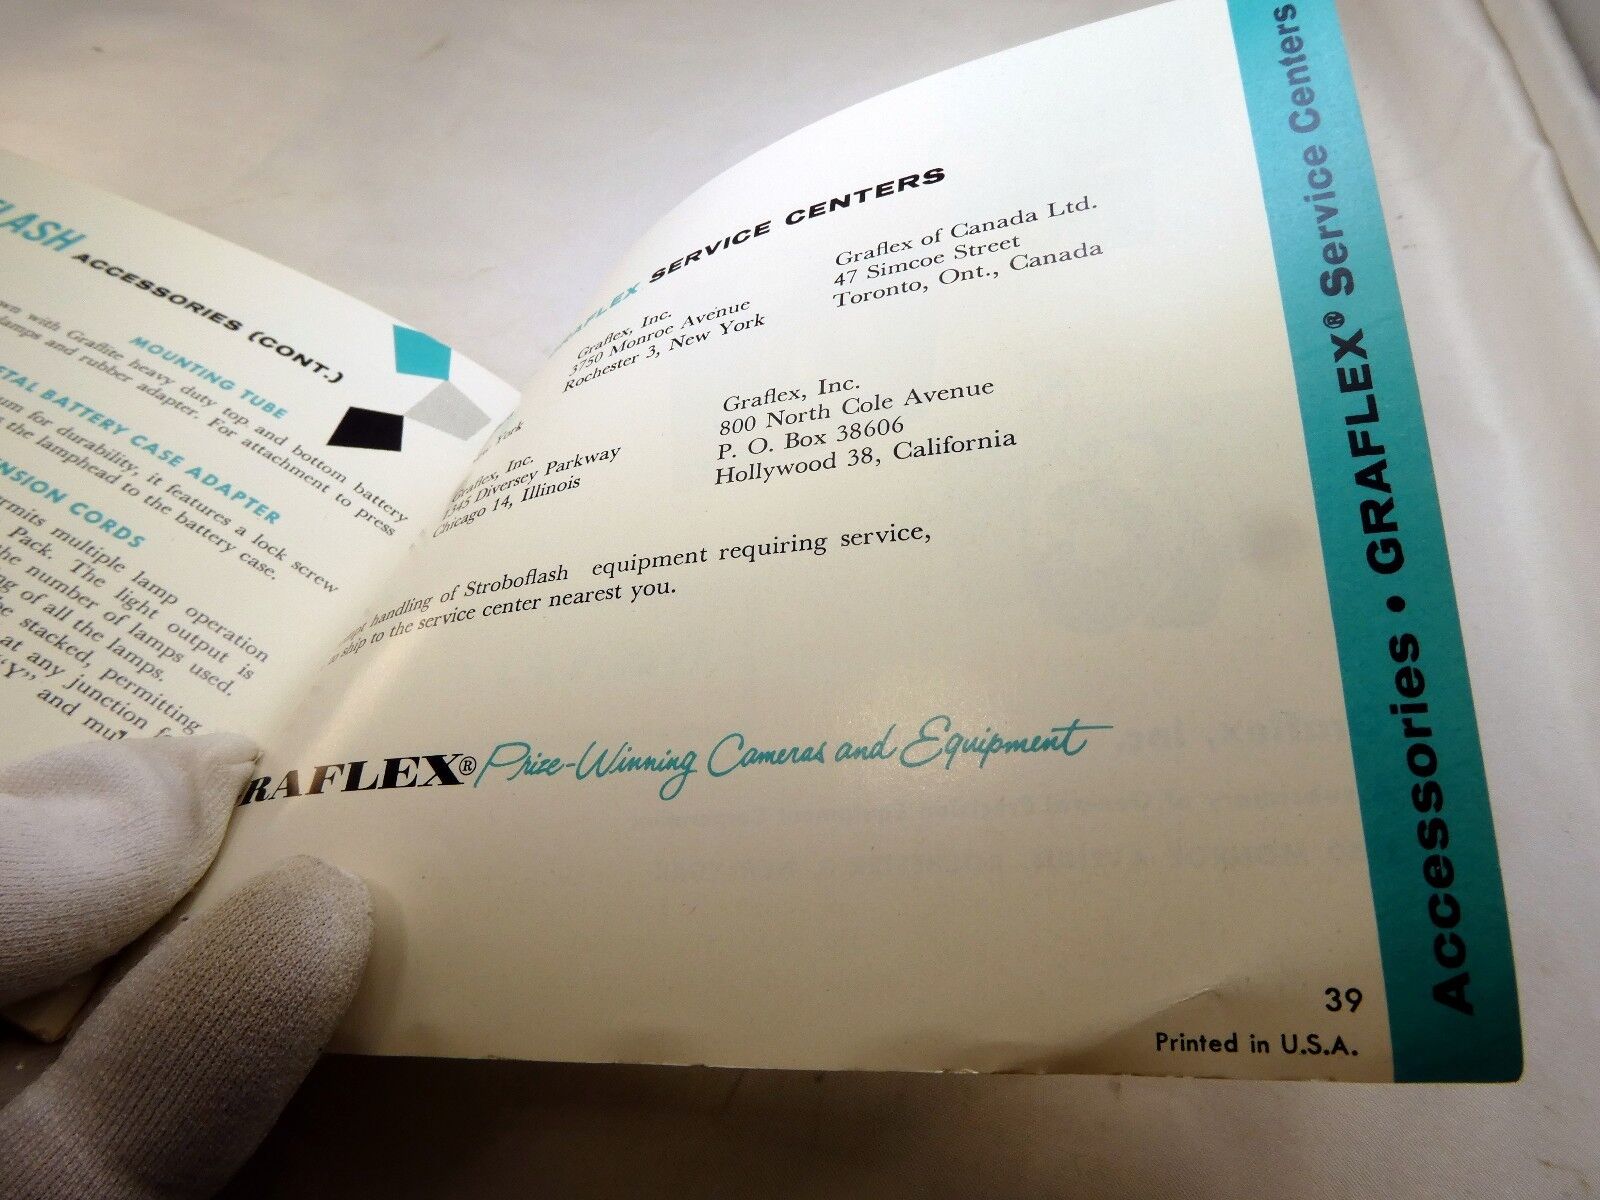 FLASH ACCESSORIES (CONT.)
MOUNTING TUBE
with Graflite heavy duty top and bottom battery
lamps and rubber adapter. For attachment to press
BATTERY CASE ADAPTER
for durability, it features a lock screw
the lamphead to the battery case.
CORDS
multiple lamp operation
Pack. The light output is
the number of lamps used.
of all the lamps.
stacked, permitting
at any junction
"Y" and
GRAFLEX SERVICE CENTERS
Graflex, Inc.
3750 Monroe Avenue
Rochester 3, New York
Graflex of Canada Ltd.
47 Simcoe Street
Toronto, Ont., Canada
York
Graflex, Inc.
4345 Diversey Parkway
Chicago 14, Illinois
Graflex, Inc.
800 North Cole Avenue
P. O. Box 38606
Hollywood 38, California
handling of Stroboflash equipment requiring service,
ship to the service center nearest you.
GRAFLEX® Prize-Winning Cameras and Equipment
39
Printed in U.S.A.
Accessories • GRAFLEX® Service Centers